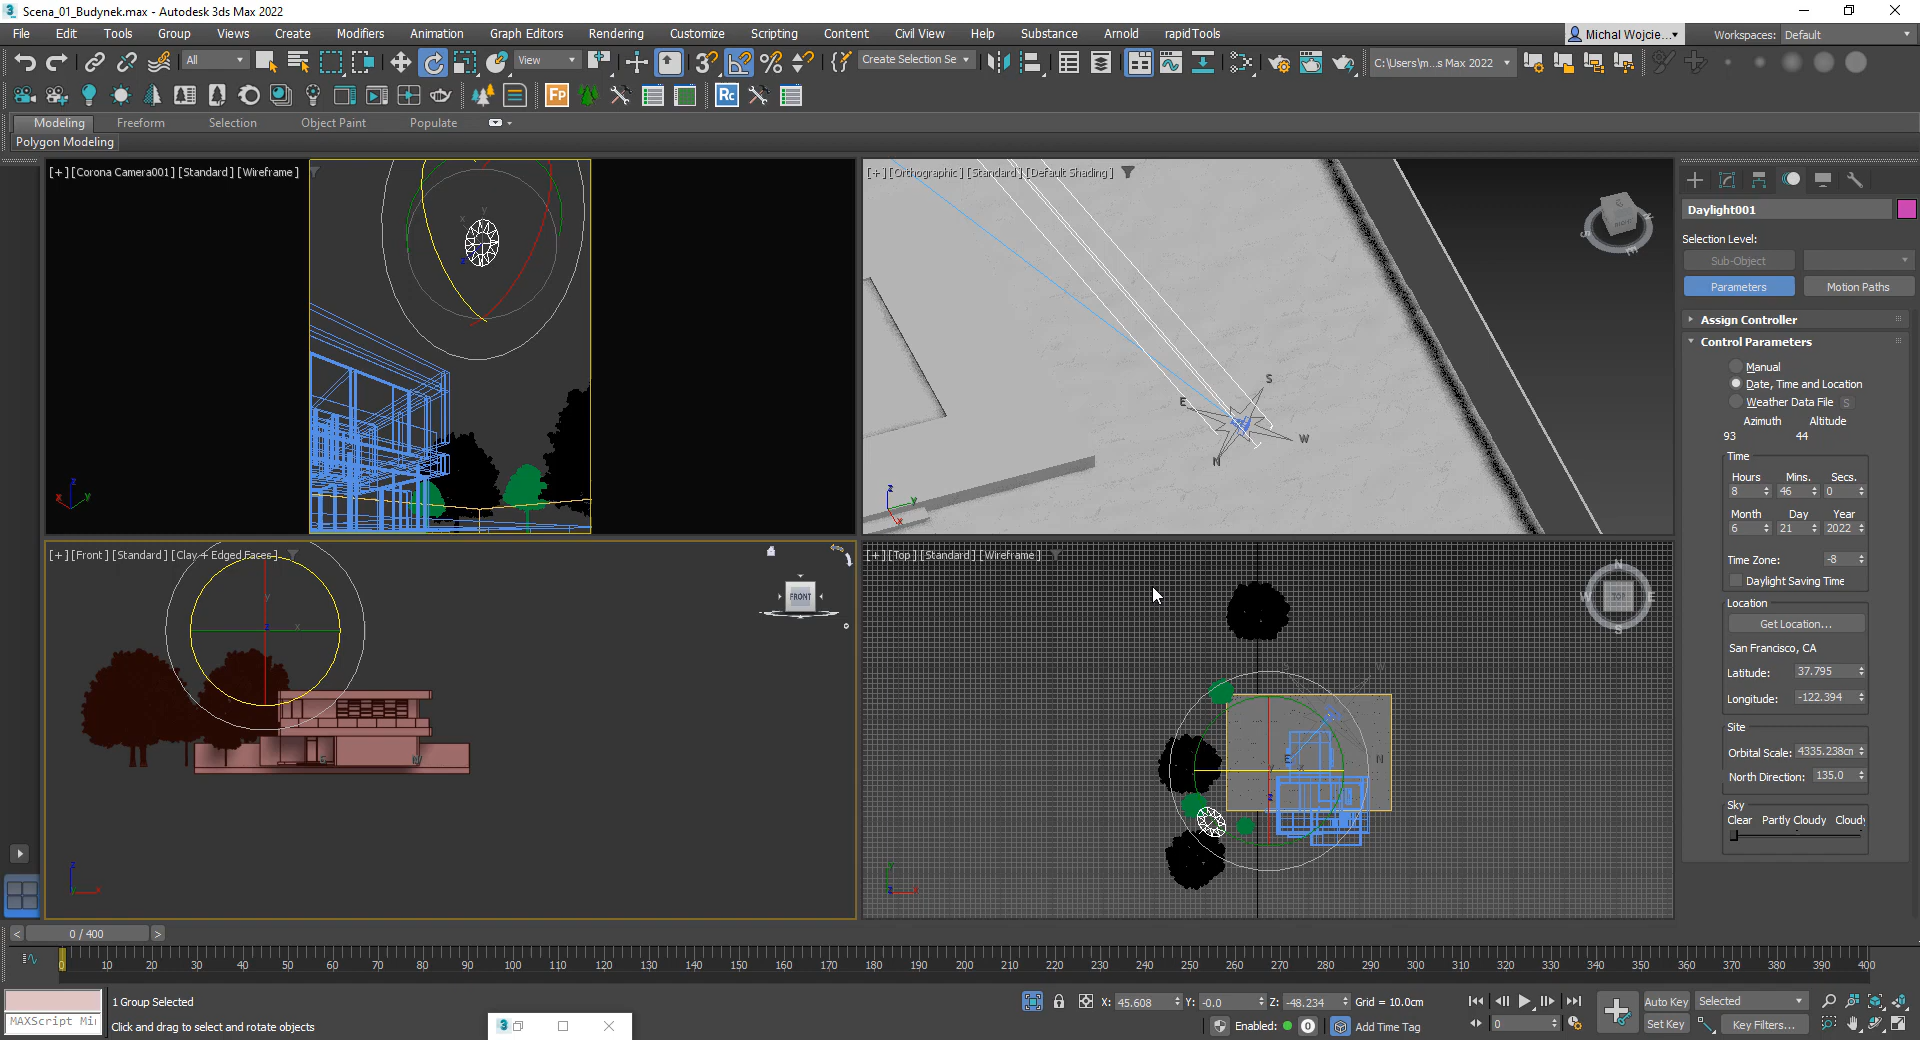 Scena_01_Budynek.max - Autodesk 3ds Max 2022
File Edit Tools Group Views Create Modifiers Animation Graph Editors Rendering Customize Scripting Content Civil View Help Substance Arnold rapidTools
Michal Wojcie... Workspaces: Default
All View Create Selection Se C:\Users\m...s Max 2022
Fp Rc
Modeling Freeform Selection Object Paint Populate
Polygon Modeling
[+] [Corona Camera001] [Standard] [Wireframe]
[+] [Orthographic] [Standard] [Default Shading]
[+] [Front] [Standard] [Clay + Edged Faces]
FRONT
[+] [Top] [Standard] [Wireframe]
TOP
Daylight001
Selection Level:
Sub-Object
Parameters Motion Paths
Assign Controller
Control Parameters
Manual
Date, Time and Location
Weather Data File S
Azimuth Altitude
93 44
Time
Hours Mins. Secs.
8 46 0
Month Day Year
6 21 2022
Time Zone: -8
Daylight Saving Time
Location
Get Location...
San Francisco, CA
Latitude: 37.795
Longitude: -122.394
Site
Orbital Scale: 4335.238cm
North Direction: 135.0
Sky
Clear Partly Cloudy Cloudy
0 / 400
0 10 20 30 40 50 60 70 80 90 100 110 120 130 140 150 160 170 180 190 200 210 220 230 240 250 260 270 280 290 300 310 320 330 340 350 360 370 380 390 400
1 Group Selected
MAXScript Mi
Click and drag to select and rotate objects
X: 45.608 Y: -0.0 Z: -48.234 Grid = 10.0cm
Enabled: 0 Add Time Tag
0
Auto Key Selected
Set Key Key Filters...